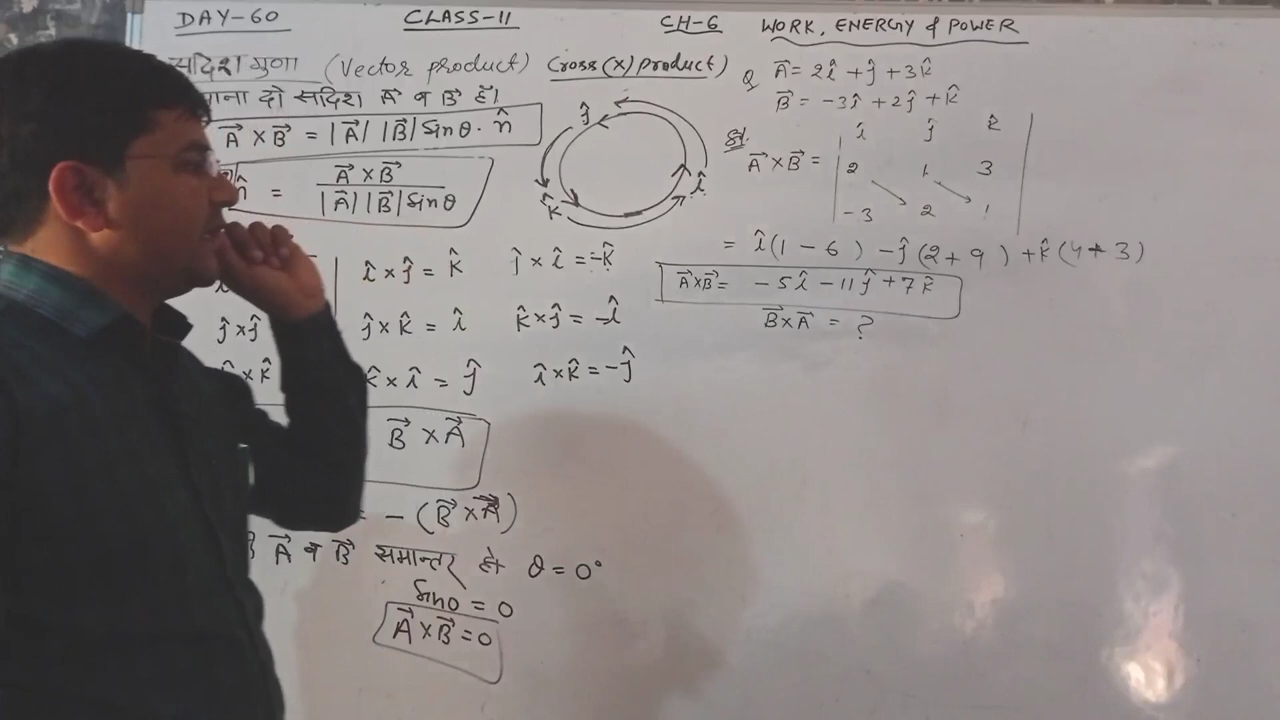 DAY-60 CLASS-11 CH-6 WORK, ENERGY & POWER
सदिश गुणा (Vector product) Cross(×)product)
माना दो सदिश A⃗ व B⃗ हैं।
A⃗ × B⃗ = |A⃗| |B⃗| Sinθ · n̂
n̂ = A⃗ × B⃗ / |A⃗| |B⃗| Sinθ
ĵ
k̂
î
î × ĵ = k̂ ĵ × î = -k̂
ĵ × ĵ ĵ × k̂ = î k̂ × ĵ = -î
× k̂ k̂ × î = ĵ î × k̂ = -ĵ
B⃗ × A⃗
= - (B⃗ × A⃗)
A⃗ व B⃗ समान्तर हो θ = 0°
Sin0 = 0
A⃗ × B⃗ = 0
Q A⃗ = 2î + ĵ + 3k̂
B⃗ = -3î + 2ĵ + k̂
Sol.
A⃗ × B⃗ =
î ĵ k̂
2 1 3
-3 2 1
= î(1 - 6) - ĵ(2 + 9) + k̂(4 + 3)
A⃗×B⃗ = -5î - 11ĵ + 7k̂
B⃗ × A⃗ = ?